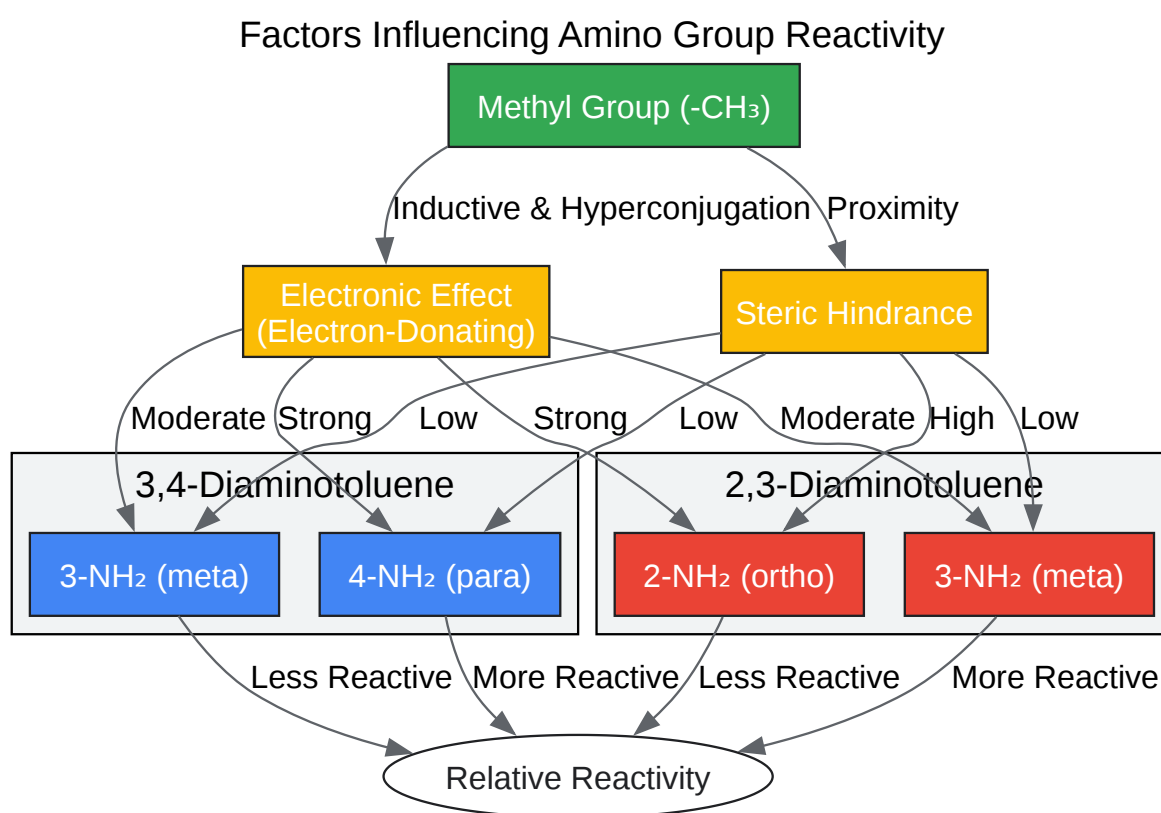 Factors Influencing Amino Group Reactivity
Methyl Group (-CH₃)
Inductive & Hyperconjugation
Proximity
Electronic Effect
(Electron-Donating)
Steric Hindrance
Moderate
Strong
Low
Strong
Low
Moderate
High
Low
3,4-Diaminotoluene
2,3-Diaminotoluene
3-NH₂ (meta)
4-NH₂ (para)
2-NH₂ (ortho)
3-NH₂ (meta)
Less Reactive
More Reactive
Less Reactive
More Reactive
Relative Reactivity